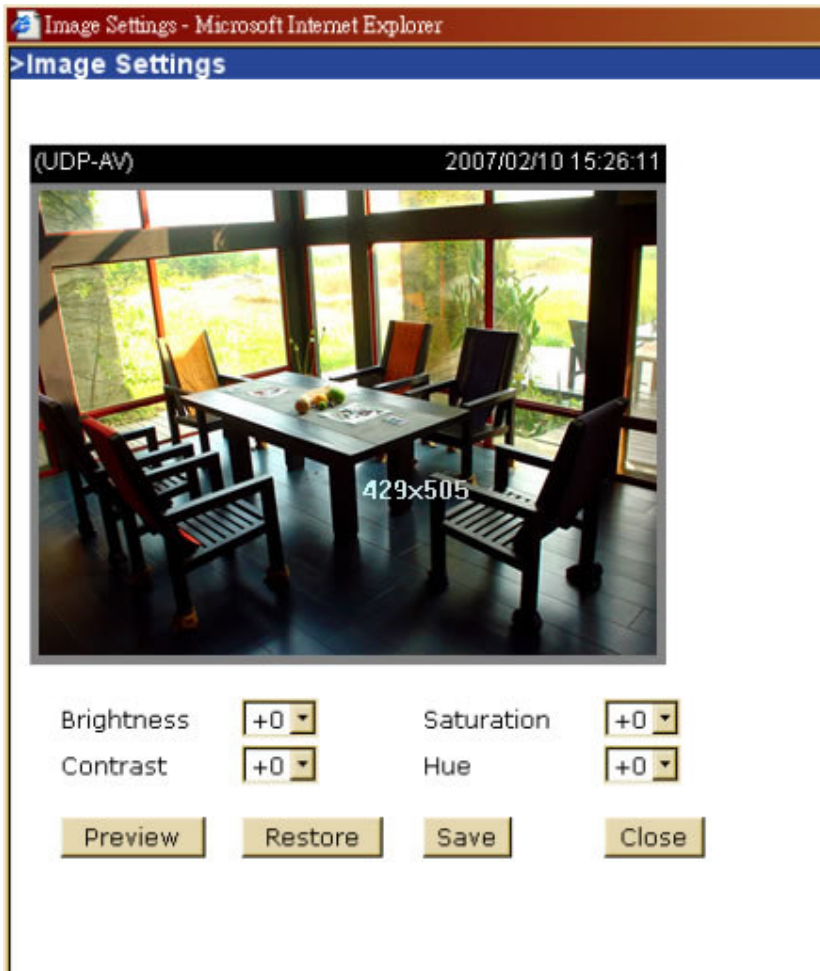 Image Settings - Microsoft Internet Explorer
>Image Settings
(UDP-AV) 2007/02/10 15:26:11
429x505
Brightness +0 Saturation +0
Contrast +0 Hue +0
Preview Restore Save Close